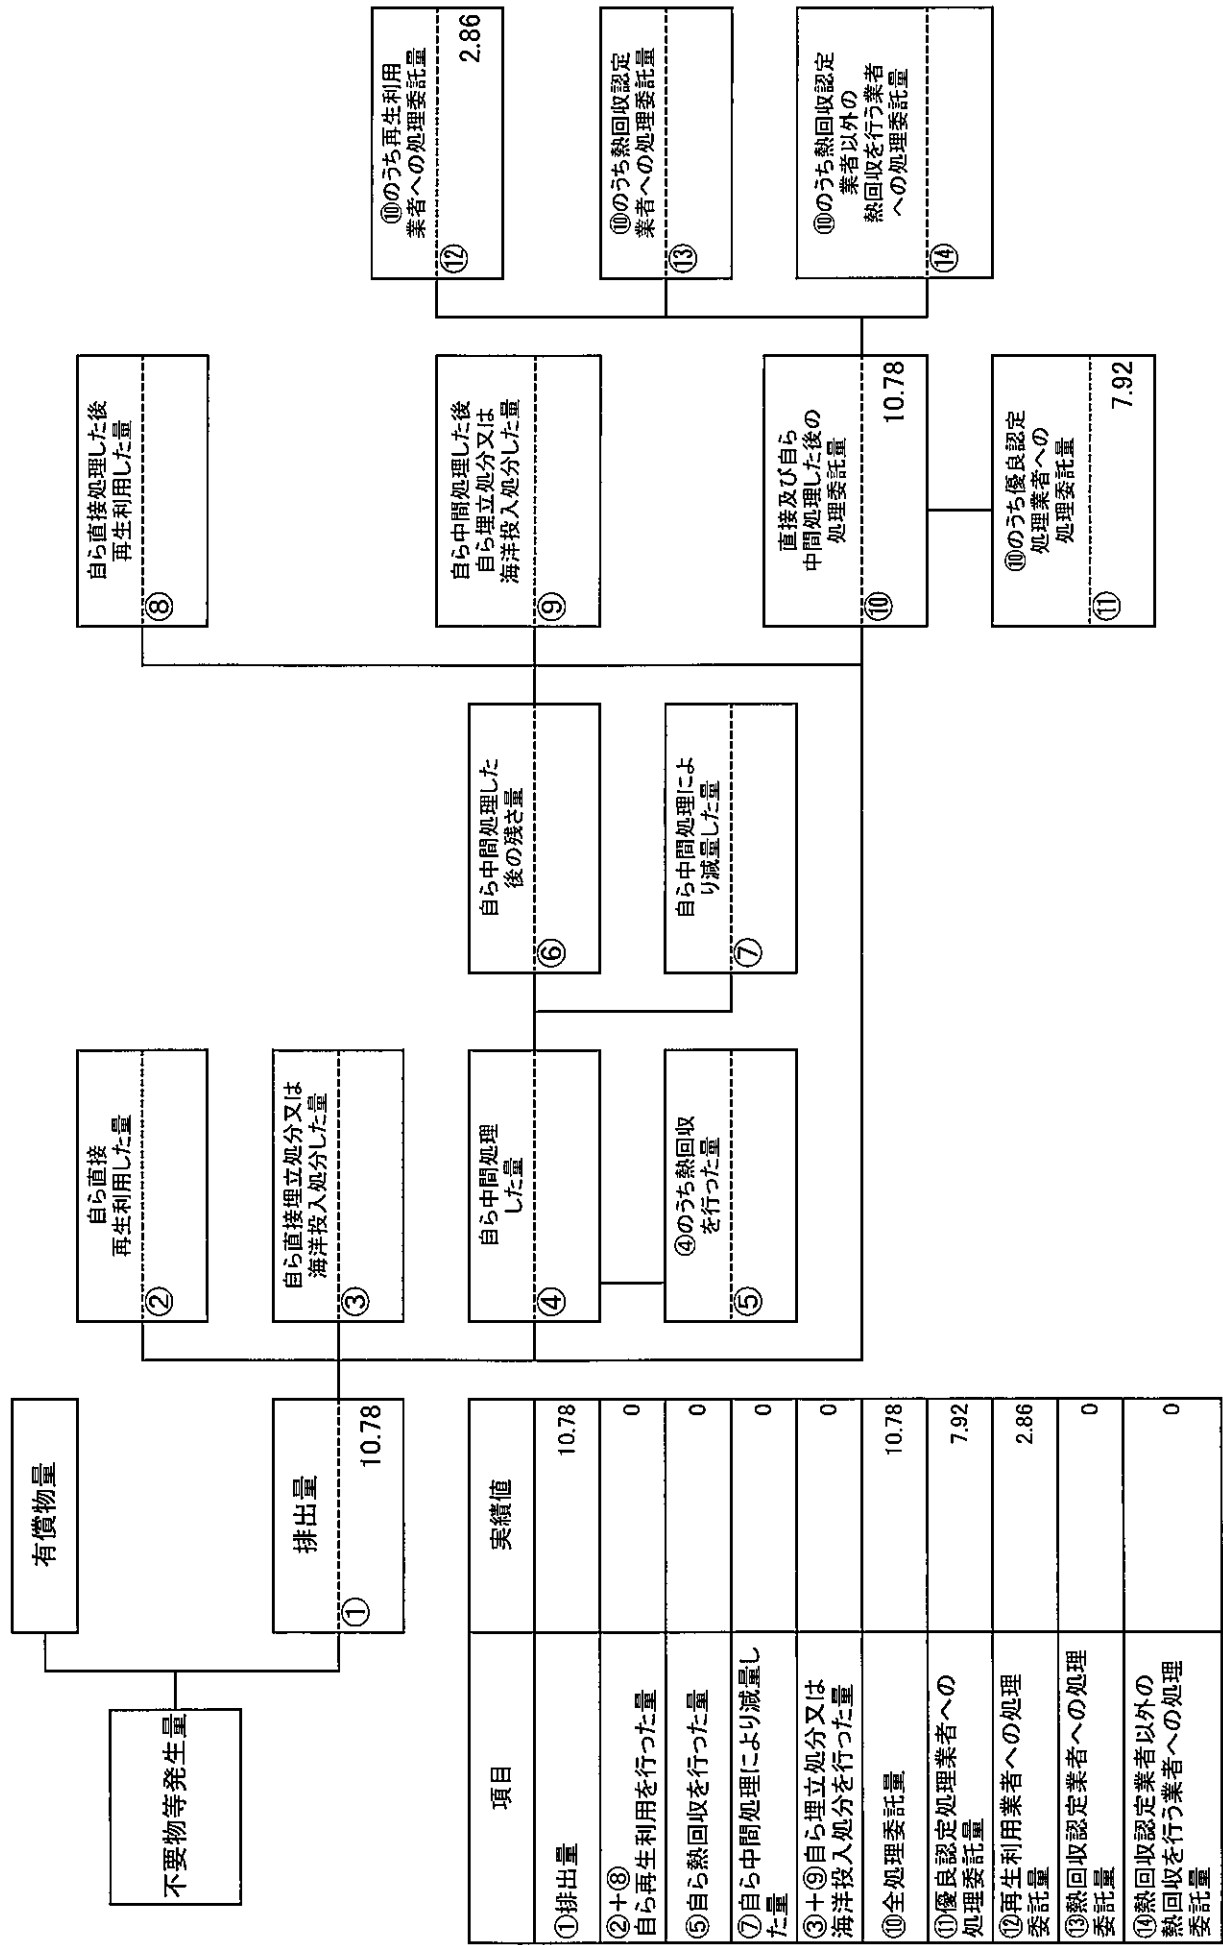 不要物等発生量
有償物量
排出量
①
10.78
自ら直接
再生利用した量
②
自ら直接埋立処分又は
海洋投入処分した量
③
自ら中間処理
した量
④
④のうち熱回収
を行った量
⑤
自ら中間処理した
後の残さ量
⑥
自ら中間処理によ
り減量した量
⑦
自ら直接処理した後
再生利用した量
⑧
自ら中間処理した後
自ら埋立処分又は
海洋投入処分した量
⑨
直接及び自ら
中間処理した後の
処理委託量
⑩
10.78
⑩のうち優良認定
処理業者への
処理委託量
⑪
7.92
⑩のうち再生利用
業者への処理委託量
⑫
2.86
⑩のうち熱回収認定
業者への処理委託量
⑬
⑩のうち熱回収認定
業者以外の
熱回収を行う業者
への処理委託量
⑭
項目
実績値
①排出量
10.78
②+⑧
自ら再生利用を行った量
0
⑤自ら熱回収を行った量
0
⑦自ら中間処理により減量し
た量
0
③+⑨自ら埋立処分又は
海洋投入処分を行った量
0
⑩全処理委託量
10.78
⑪優良認定処理業者への
処理委託量
7.92
⑫再生利用業者への処理
委託量
2.86
⑬熱回収認定業者への処理
委託量
0
⑭熱回収認定業者以外の
熱回収を行う業者への処理
委託量
0